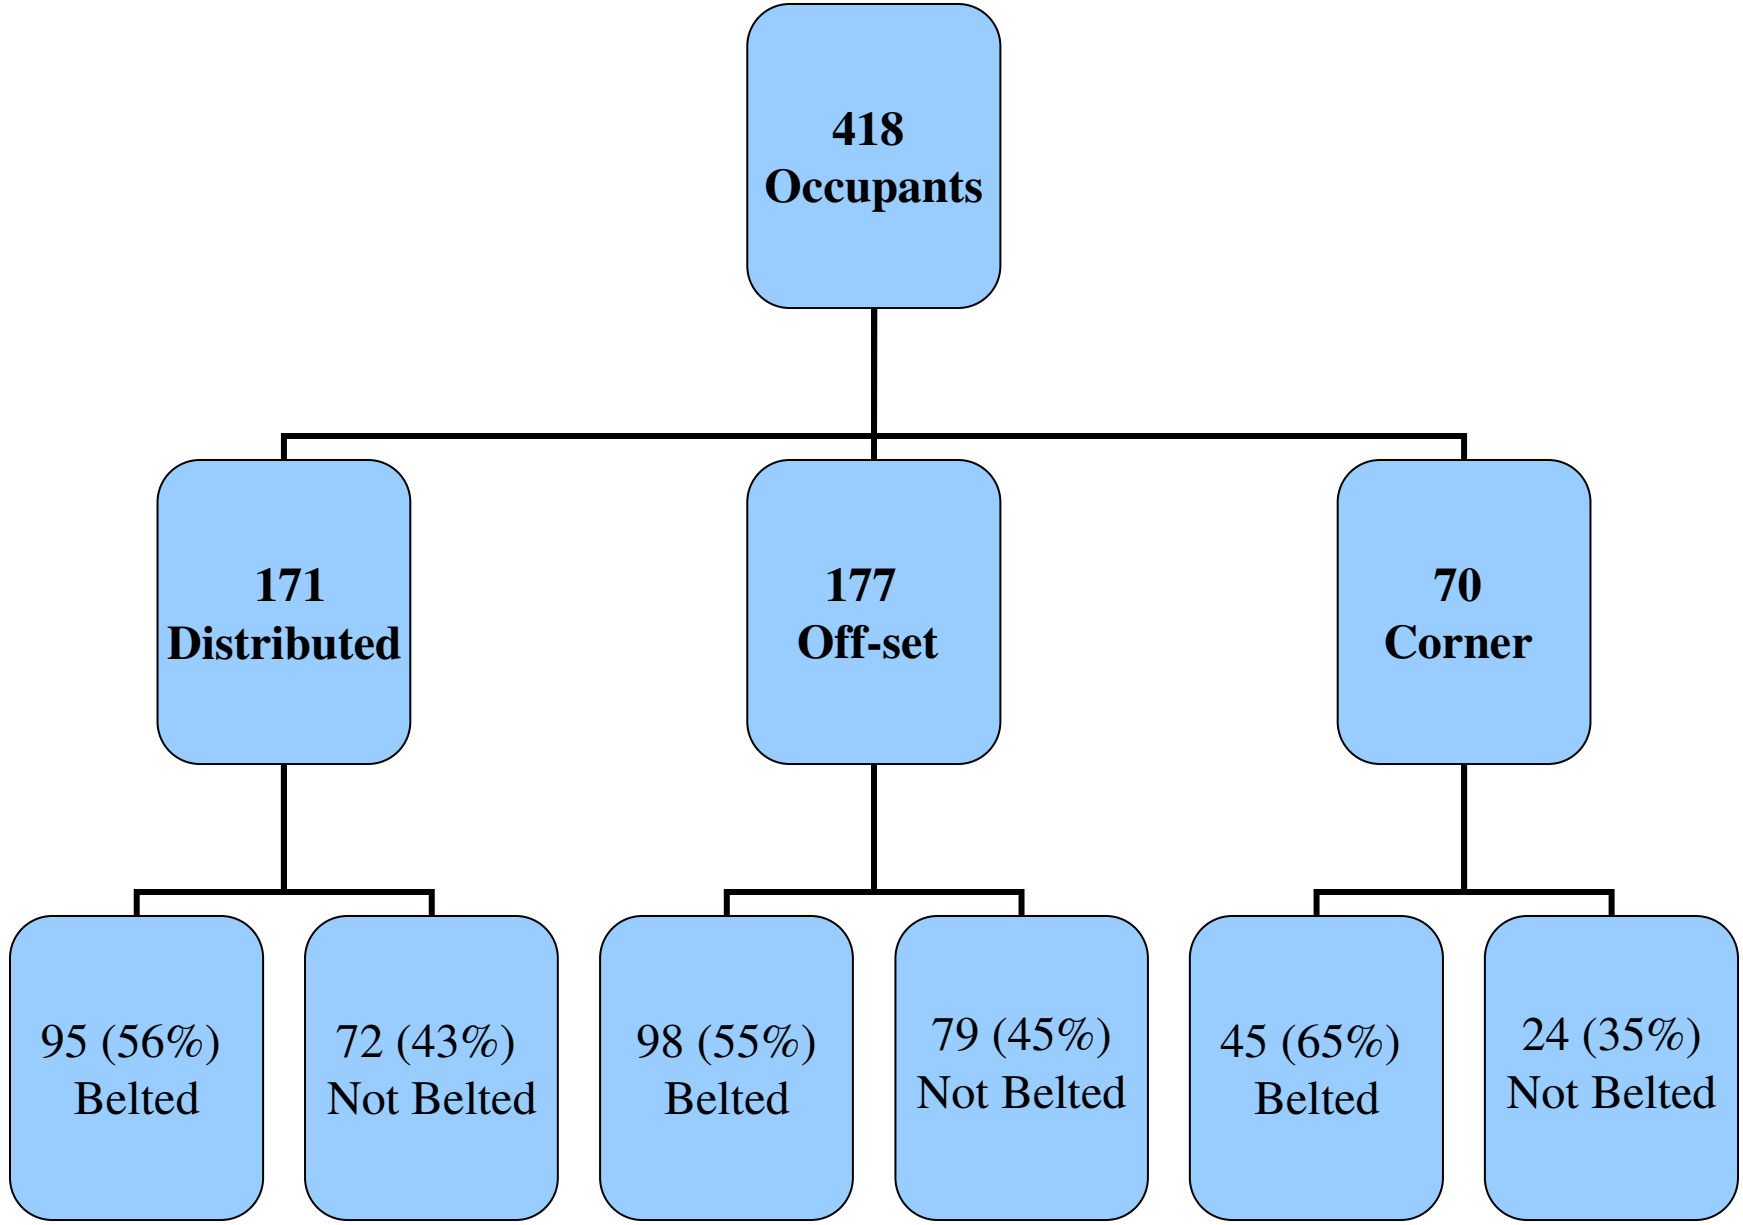 418
Occupants
171
Distributed
177
Off-set
70
Corner
95 (56%)
Belted
72 (43%)
Not Belted
98 (55%)
Belted
79 (45%)
Not Belted
45 (65%)
Belted
24 (35%)
Not Belted